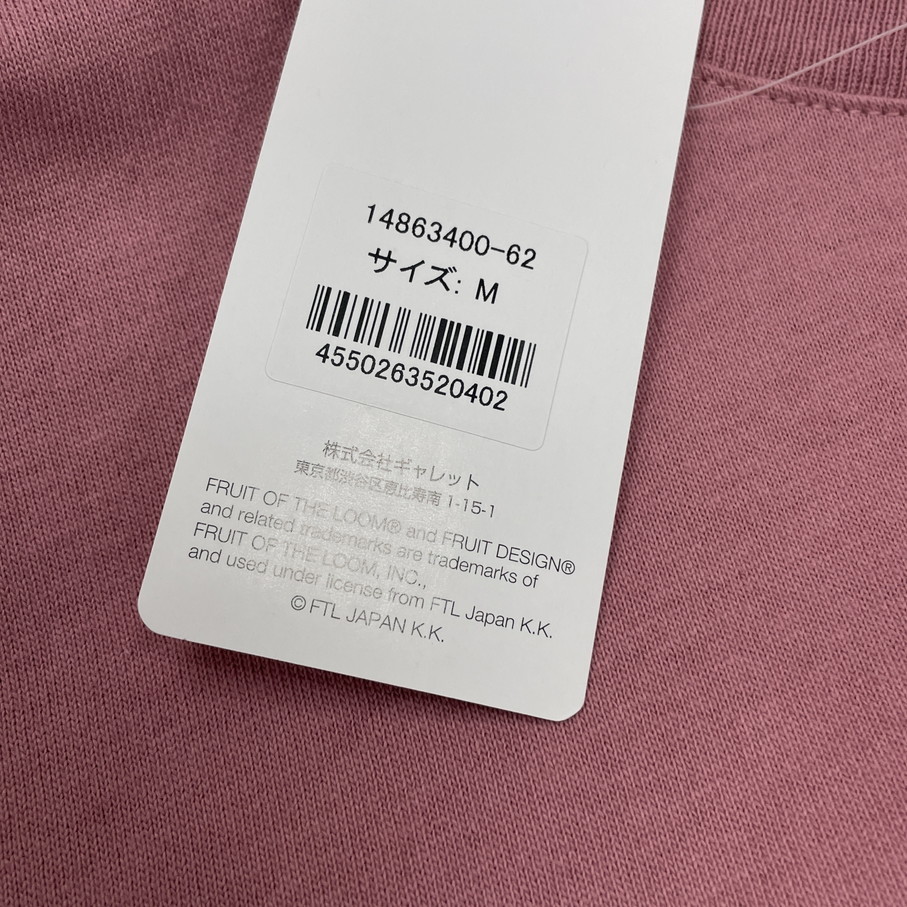 14863400-62
サイズ: M
4550263520402
株式会社ギャレット
東京都渋谷区恵比寿南 1-15-1
FRUIT OF THE LOOM® and FRUIT DESIGN®
and related trademarks are trademarks of
FRUIT OF THE LOOM, INC.,
and used under license from FTL Japan K.K.
© FTL JAPAN K.K.